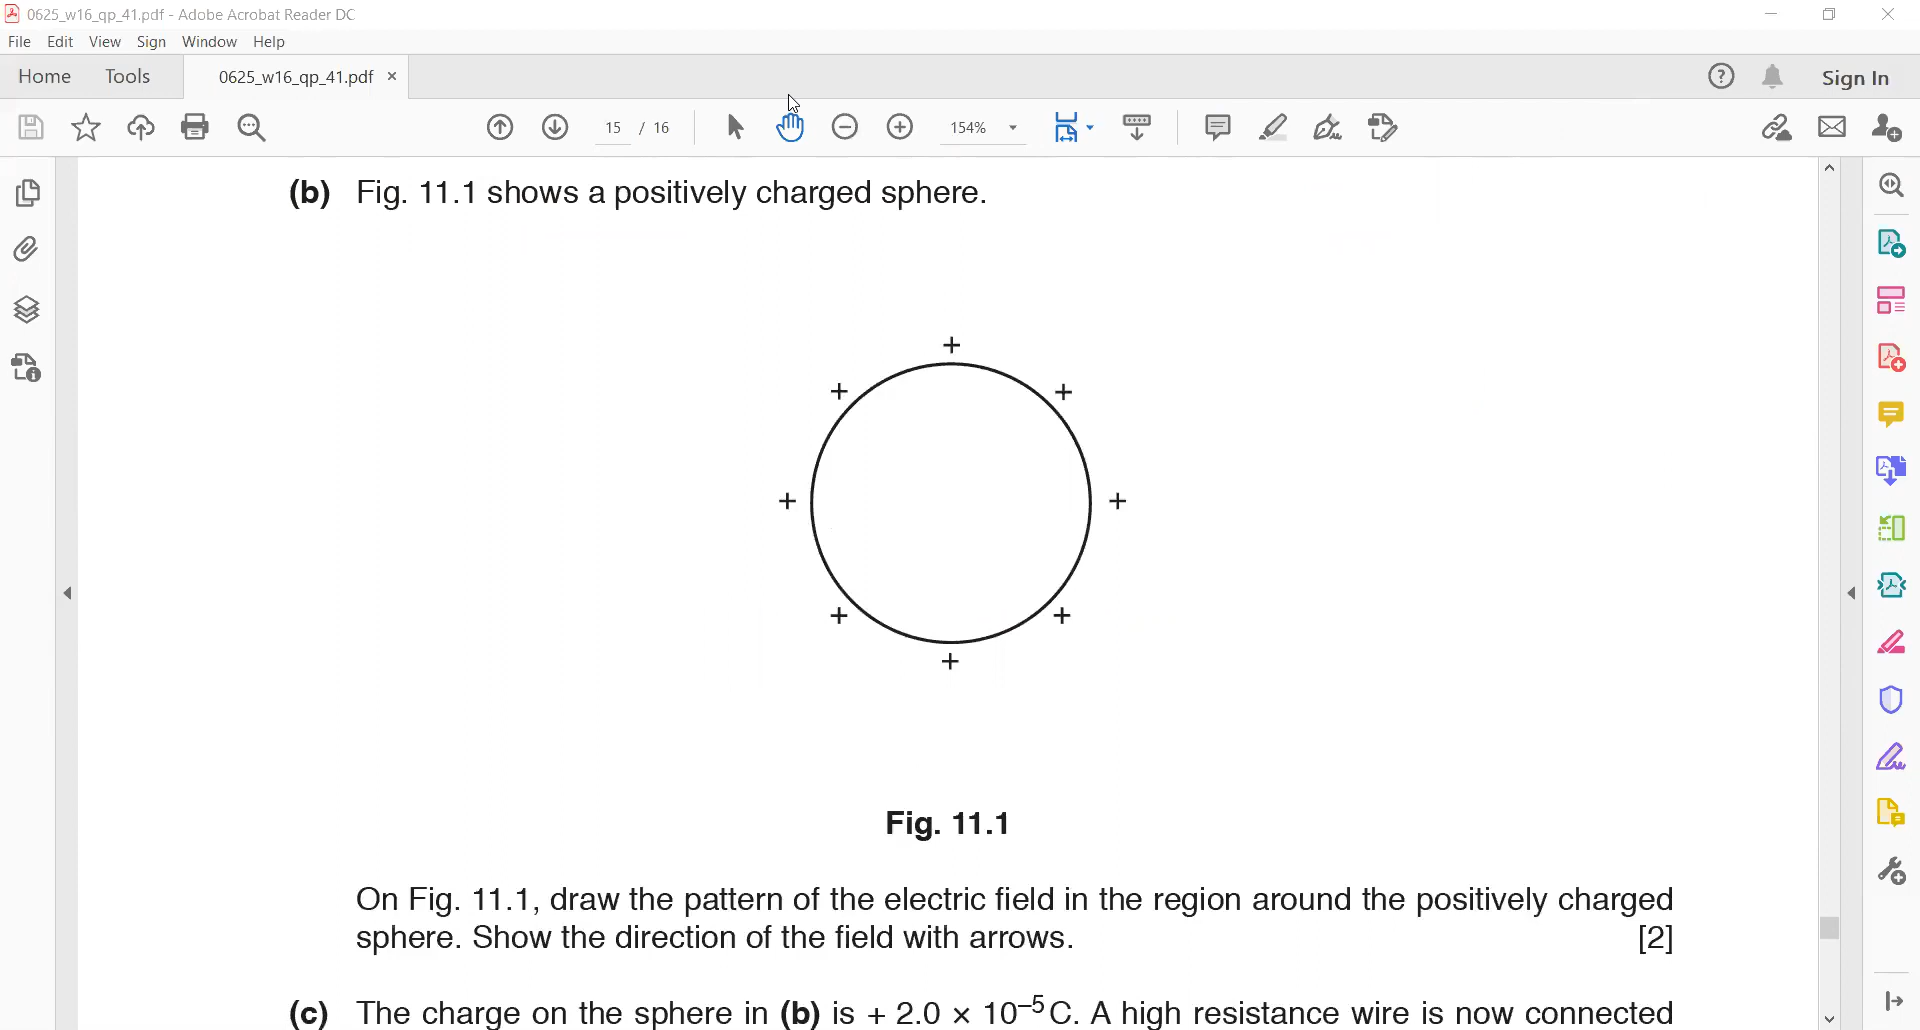 0625_w16_qp_41.pdf - Adobe Acrobat Reader DC
File Edit View Sign Window Help
Home Tools 0625_w16_qp_41.pdf × Sign In
15 / 16 154%
(b) Fig. 11.1 shows a positively charged sphere.
+
+ +
+ +
+ +
+
Fig. 11.1
On Fig. 11.1, draw the pattern of the electric field in the region around the positively charged
sphere. Show the direction of the field with arrows. [2]
(c) The charge on the sphere in (b) is + 2.0 × 10⁻⁵ C. A high resistance wire is now connected